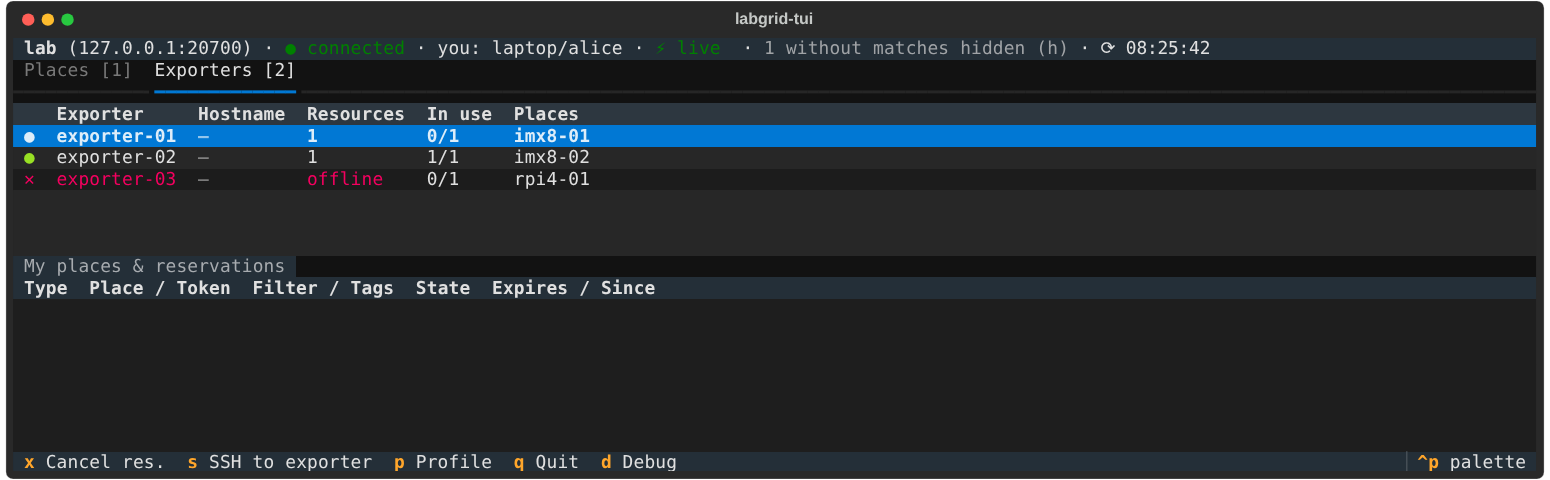 labgrid-tui
lab (127.0.0.1:20700) · ● connected · you: laptop/alice · ⚡ live · 1 without matches hidden (h) · ⟳ 08:25:42
Places [1] Exporters [2]
Exporter Hostname Resources In use Places
● exporter-01 — 1 0/1 imx8-01
● exporter-02 — 1 1/1 imx8-02
× exporter-03 — offline 0/1 rpi4-01
My places & reservations
Type Place / Token Filter / Tags State Expires / Since
x Cancel res. s SSH to exporter p Profile q Quit d Debug ^p palette